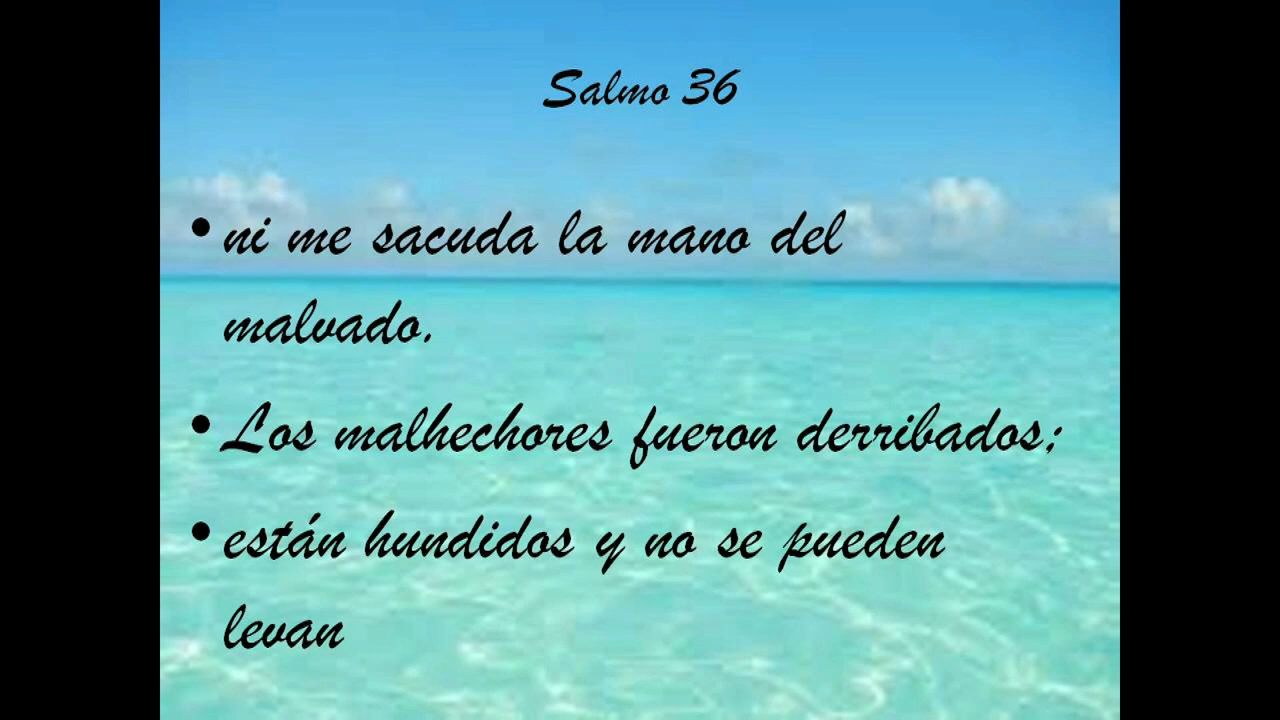 Salmo 36
• ni me sacuda la mano del
malvado.
• Los malhechores fueron derribados;
• están hundidos y no se pueden
levan